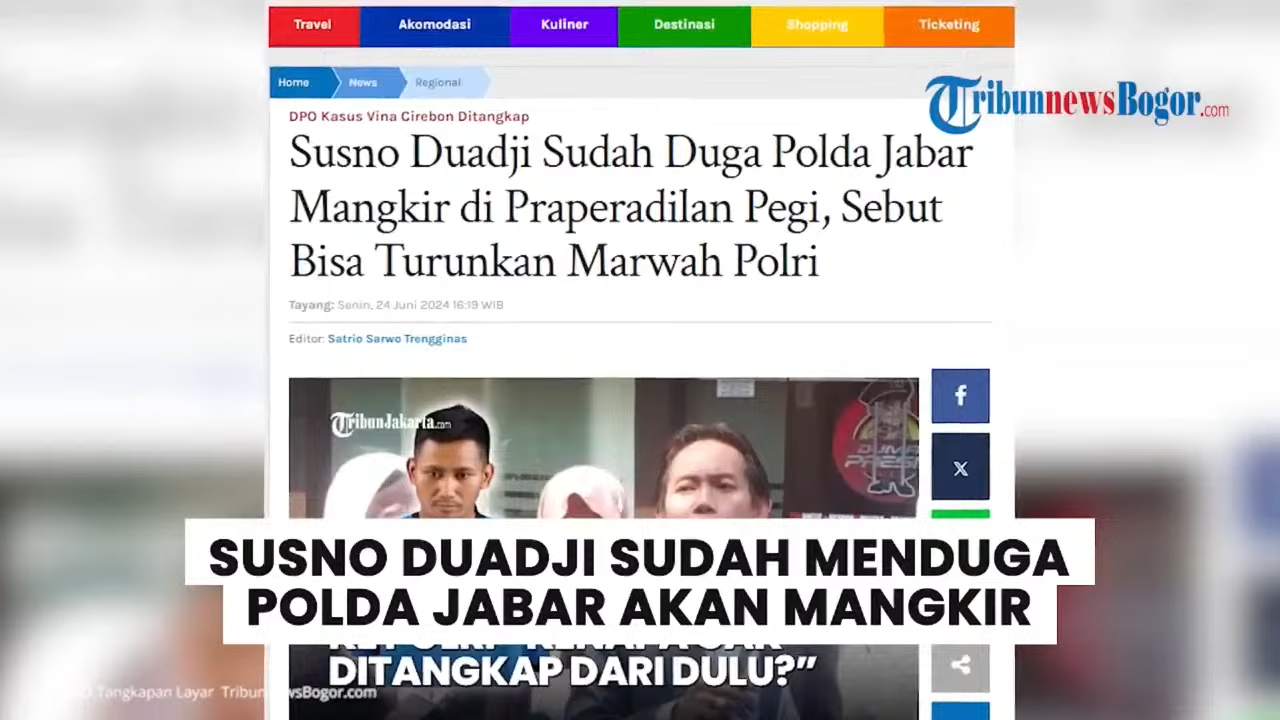 Travel Akomodasi Kuliner Destinasi Shopping Ticketing
Home News Regional
TribunnewsBogor.com
DPO Kasus Vina Cirebon Ditangkap
Susno Duadji Sudah Duga Polda Jabar
Mangkir di Praperadilan Pegi, Sebut
Bisa Turunkan Marwah Polri
Tayang: Senin, 24 Juni 2024 16:19 WIB
Editor: Satrio Sarwo Trengginas
TribunJakarta.com
SUSNO DUADJI SUDAH MENDUGA
POLDA JABAR AKAN MANGKIR
DITANGKAP DARI DULU?”
Tangkapan Layar TribunnewsBogor.com